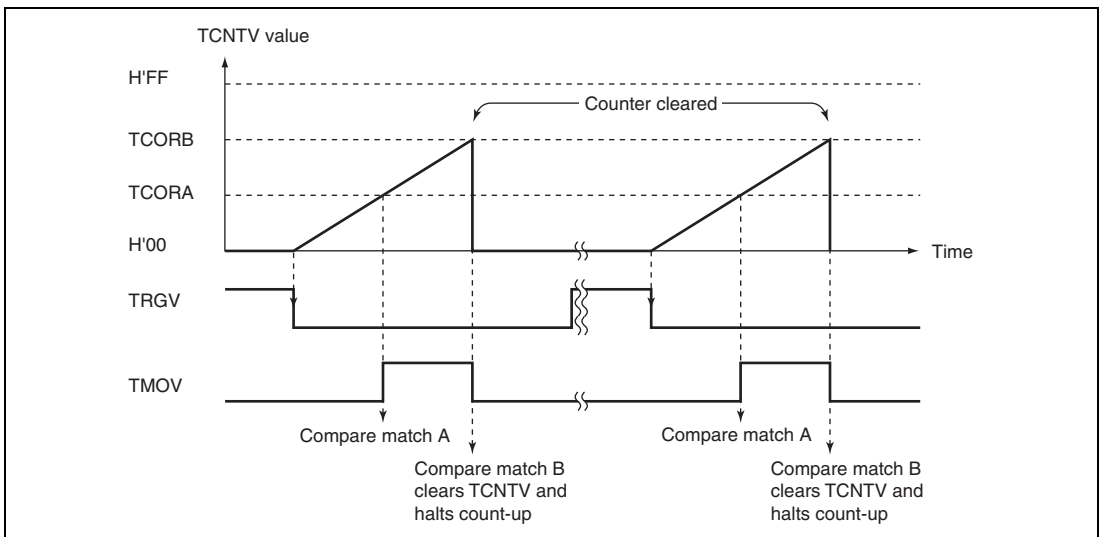 TCNTV value
H'FF
Counter cleared
TCORB
TCORA
H'00
Time
TRGV
TMOV
Compare match A
Compare match A
Compare match B
clears TCNTV and
halts count-up
Compare match B
clears TCNTV and
halts count-up